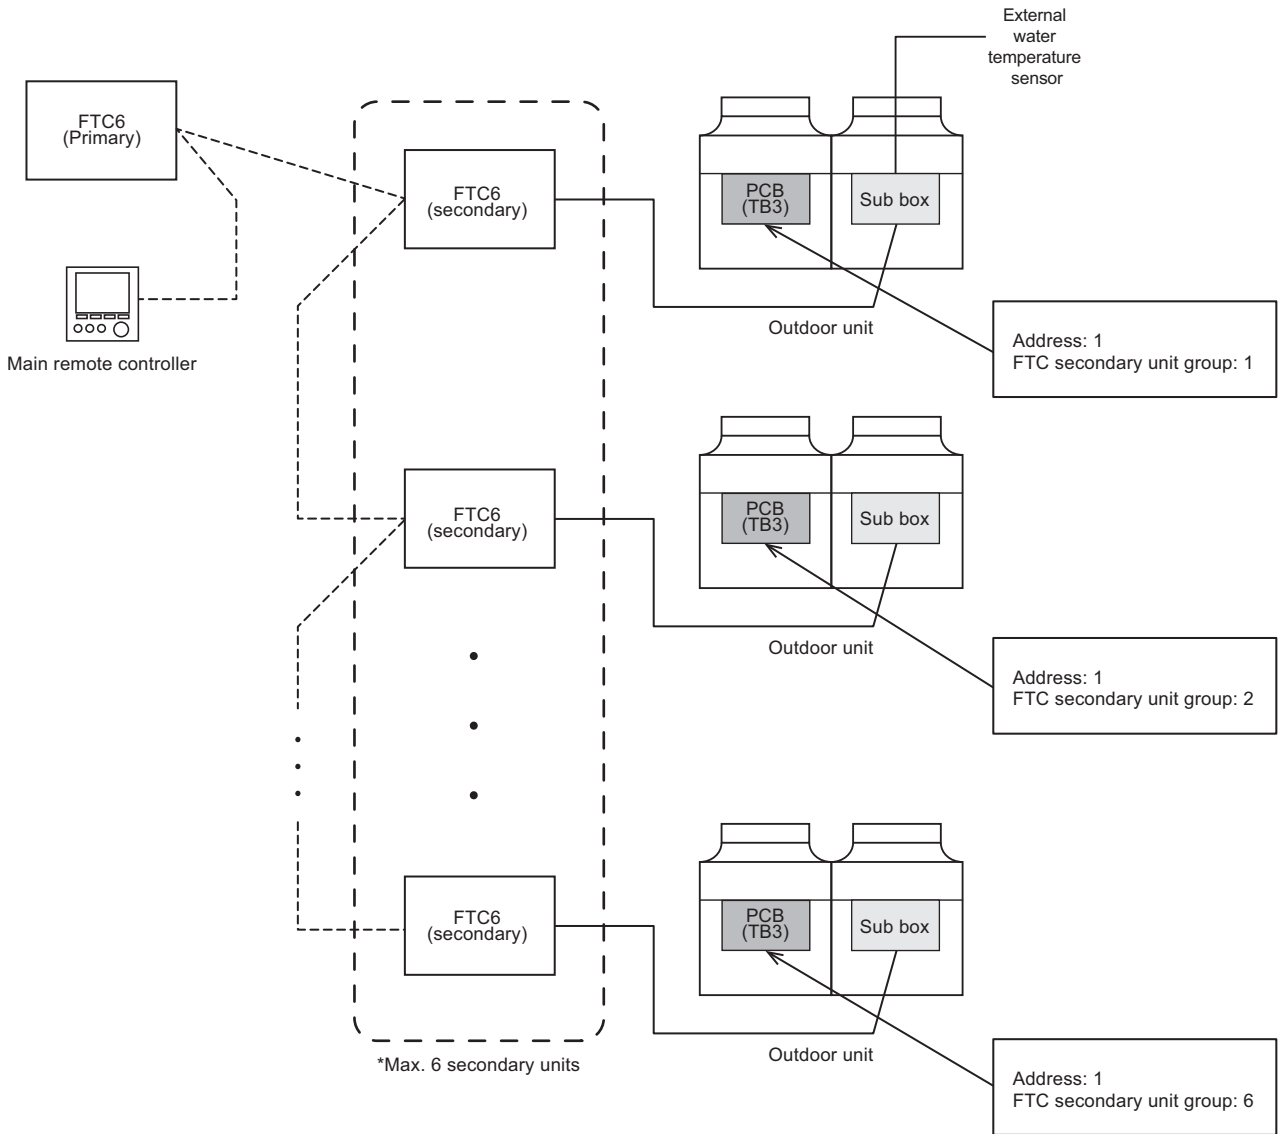 External
water
temperature
sensor
FTC6
(Primary)
Main remote controller
FTC6
(secondary)
PCB
(TB3)
Sub box
Outdoor unit
Address: 1
FTC secondary unit group: 1
FTC6
(secondary)
PCB
(TB3)
Sub box
Outdoor unit
Address: 1
FTC secondary unit group: 2
FTC6
(secondary)
PCB
(TB3)
Sub box
Outdoor unit
*Max. 6 secondary units
Address: 1
FTC secondary unit group: 6